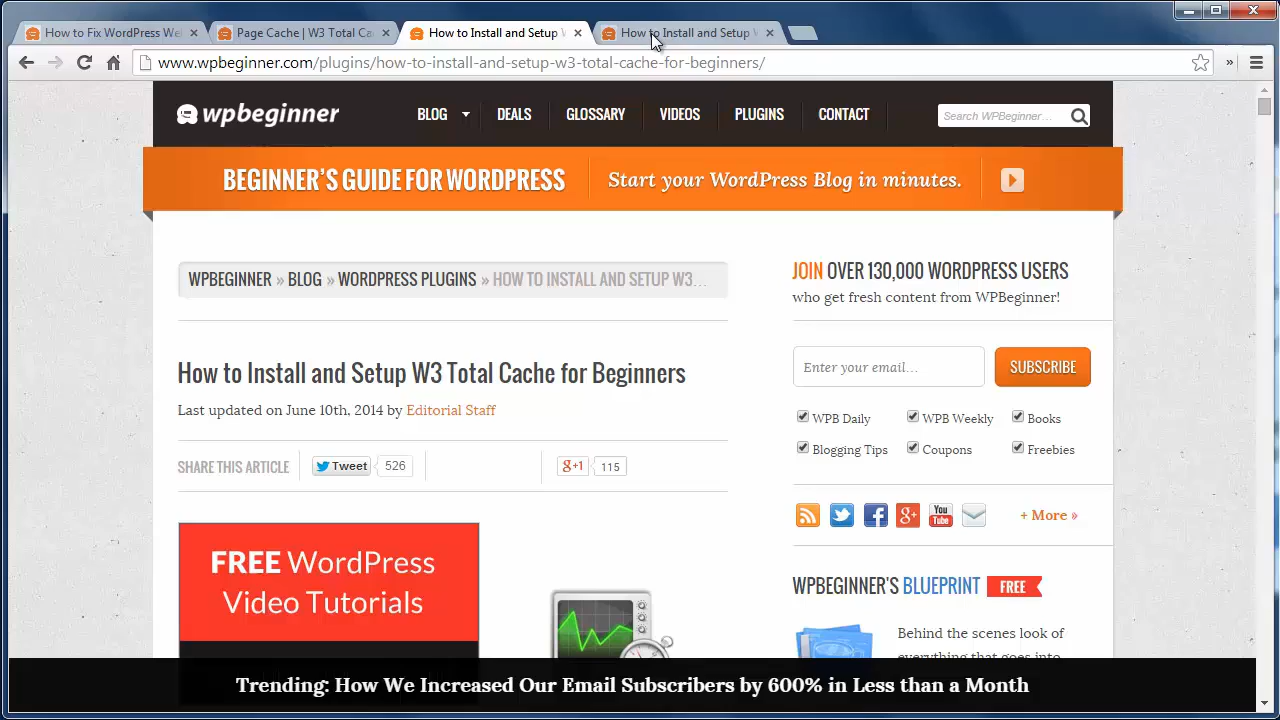 How to Fix WordPress We
Page Cache | W3 Total Ca
How to Install and Setup W
How to Install and Setup W
www.wpbeginner.com/plugins/how-to-install-and-setup-w3-total-cache-for-beginners/
wpbeginner
BLOG
DEALS
GLOSSARY
VIDEOS
PLUGINS
CONTACT
Search WPBeginner...
BEGINNER'S GUIDE FOR WORDPRESS
Start your WordPress Blog in minutes.
WPBEGINNER » BLOG » WORDPRESS PLUGINS » HOW TO INSTALL AND SETUP W3...
How to Install and Setup W3 Total Cache for Beginners
Last updated on June 10th, 2014 by Editorial Staff
SHARE THIS ARTICLE
Tweet
526
g+1
115
FREE WordPress
Video Tutorials
JOIN OVER 130,000 WORDPRESS USERS
who get fresh content from WPBeginner!
Enter your email...
SUBSCRIBE
WPB Daily
WPB Weekly
Books
Blogging Tips
Coupons
Freebies
You Tube
+ More »
WPBEGINNER'S BLUEPRINT
FREE
Behind the scenes look of
everything that goes into
Trending: How We Increased Our Email Subscribers by 600% in Less than a Month